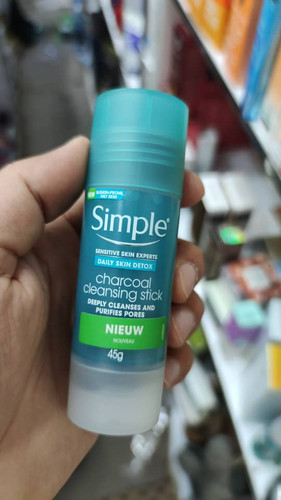 Simple®
SENSITIVE SKIN EXPERTS
DAILY SKIN DETOX
charcoal
cleansing stick
DEEPLY CLEANSES AND
PURIFIES PORES
NIEUW
NOUVEAU
45g